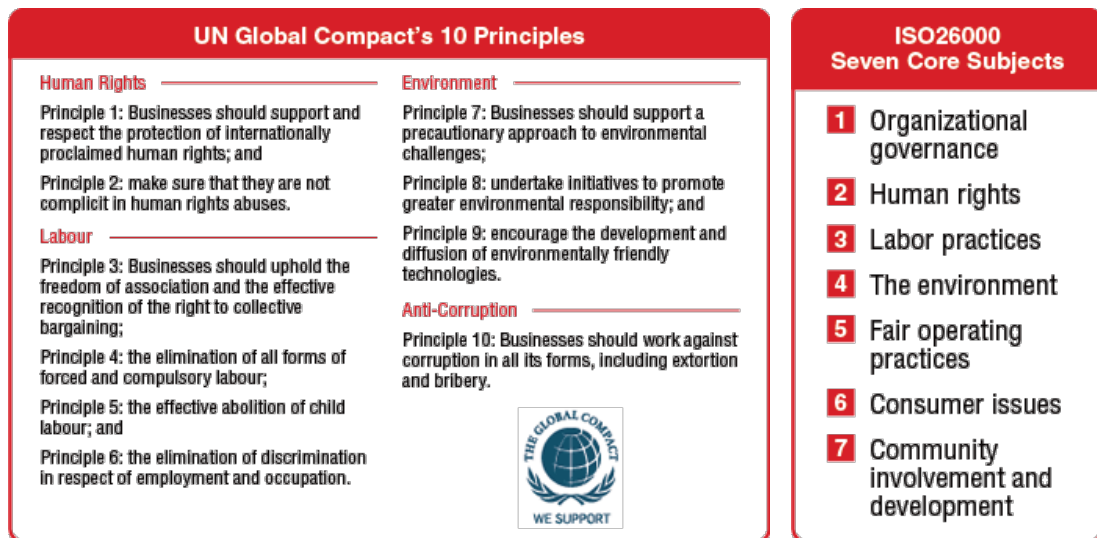 UN Global Compact's 10 Principles
Human Rights
Principle 1: Businesses should support and
respect the protection of internationally
proclaimed human rights; and
Principle 2: make sure that they are not
complicit in human rights abuses.
Labour
Principle 3: Businesses should uphold the
freedom of association and the effective
recognition of the right to collective
bargaining;
Principle 4: the elimination of all forms of
forced and compulsory labour;
Principle 5: the effective abolition of child
labour; and
Principle 6: the elimination of discrimination
in respect of employment and occupation.
Environment
Principle 7: Businesses should support a
precautionary approach to environmental
challenges;
Principle 8: undertake initiatives to promote
greater environmental responsibility; and
Principle 9: encourage the development and
diffusion of environmentally friendly
technologies.
Anti-Corruption
Principle 10: Businesses should work against
corruption in all its forms, including extortion
and bribery.
THE GLOBAL COMPACT
WE SUPPORT
ISO26000
Seven Core Subjects
1 Organizational
governance
2 Human rights
3 Labor practices
4 The environment
5 Fair operating
practices
6 Consumer issues
7 Community
involvement and
development